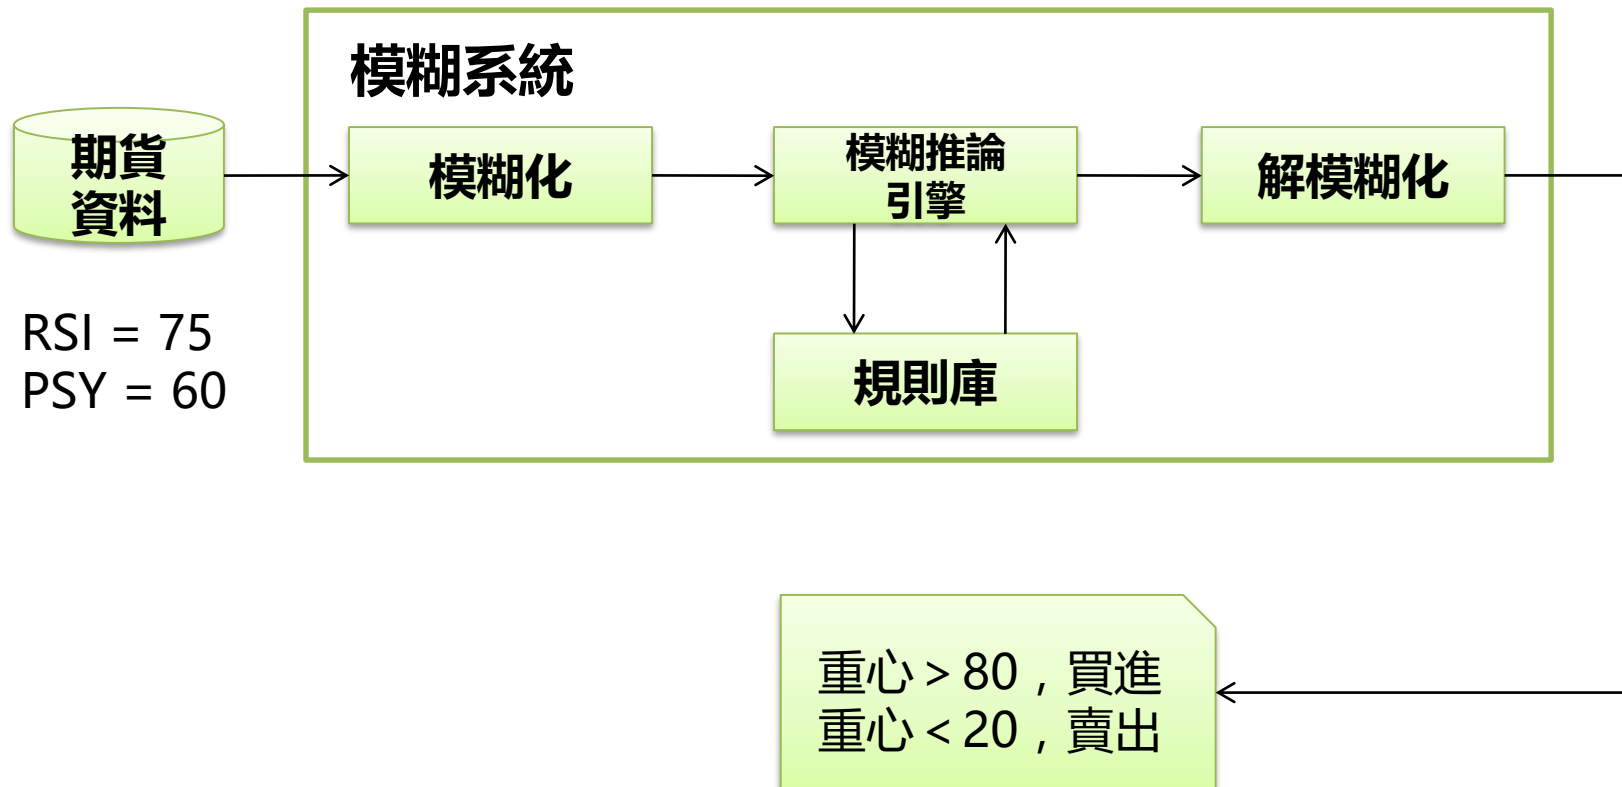 模糊系統
期貨
資料
模糊化
模糊推論
引擎
解模糊化
規則庫
RSI = 75
PSY = 60
重心 > 80，買進
重心 < 20，賣出